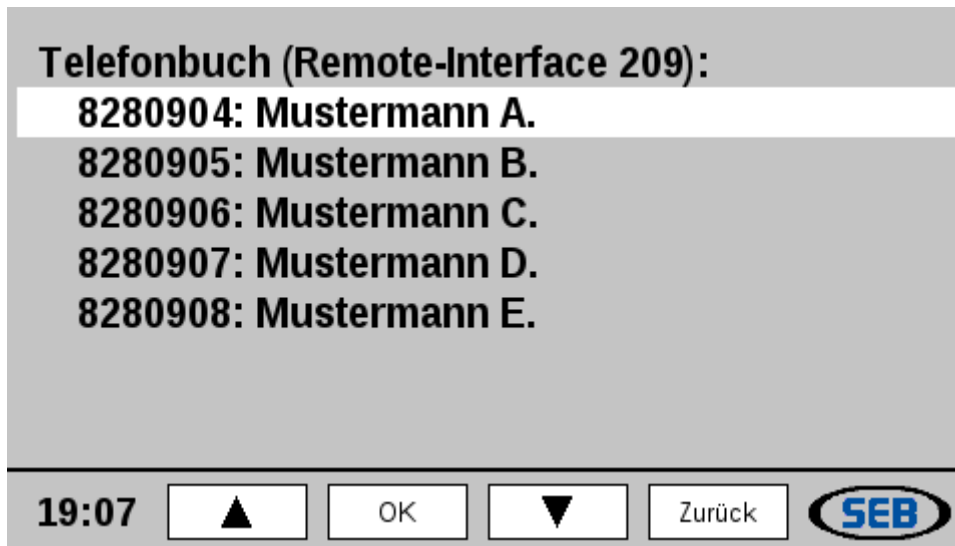 Telefonbuch (Remote-Interface 209):
8280904: Mustermann A.
8280905: Mustermann B.
8280906: Mustermann C.
8280907: Mustermann D.
8280908: Mustermann E.
19:07 ▲ OK ▼ Zurück SEB